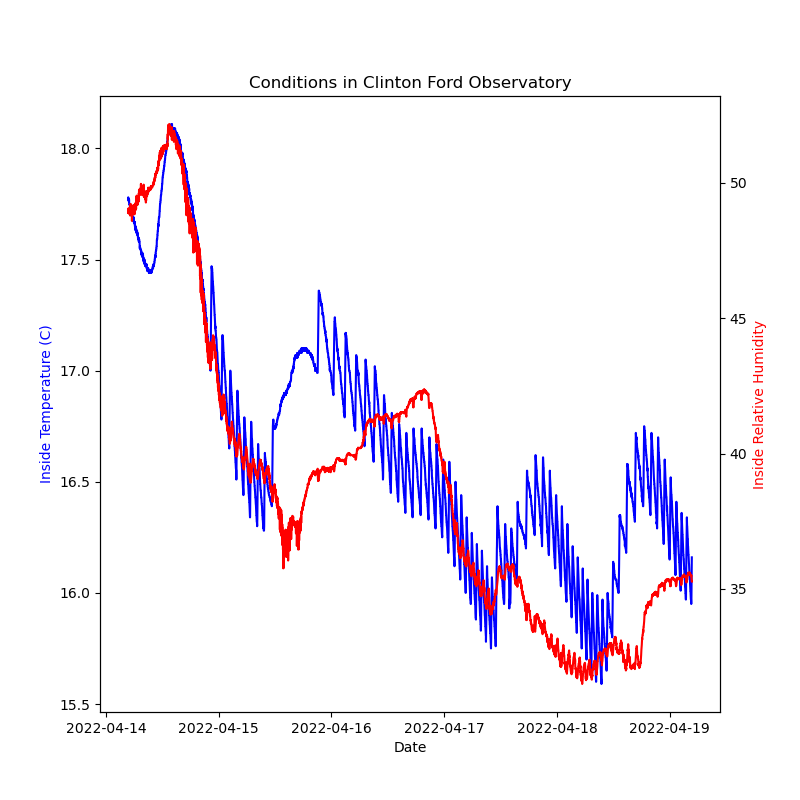 Conditions in Clinton Ford Observatory
18.0
17.5
17.0
16.5
16.0
15.5
Inside Temperature (C)
50
45
40
35
Inside Relative Humidity
2022-04-14 2022-04-15 2022-04-16 2022-04-17 2022-04-18 2022-04-19
Date